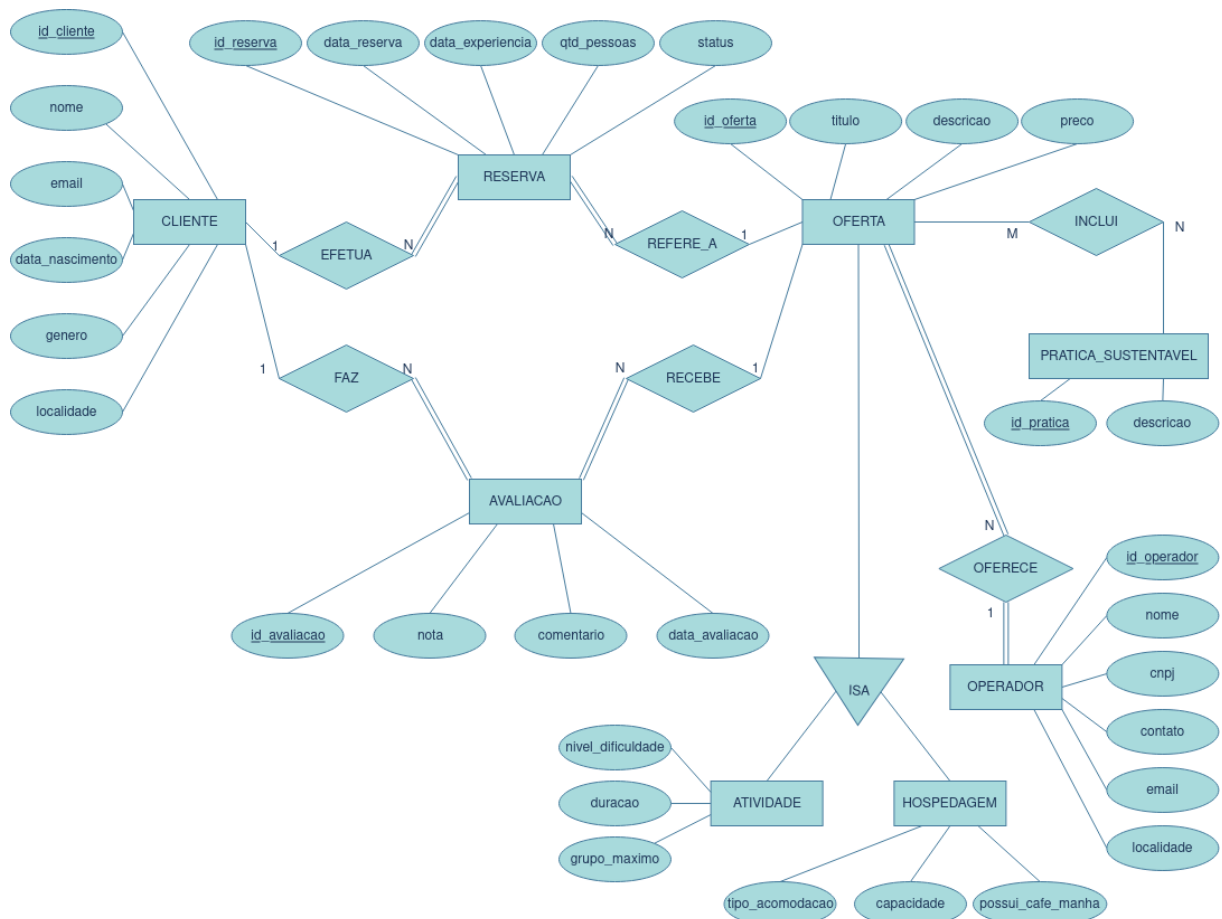 id_cliente
id_reserva
data_reserva
data_experiencia
qtd_pessoas
status
nome
id_oferta
titulo
descricao
preco
email
RESERVA
CLIENTE
OFERTA
INCLUI
M
N
1
EFETUA
N
N
REFERE_A
1
data_nascimento
genero
PRATICA_SUSTENTAVEL
1
FAZ
N
N
RECEBE
1
localidade
id_pratica
descricao
AVALIACAO
N
OFERECE
1
id_operador
nome
id_avaliacao
nota
comentario
data_avaliacao
cnpj
OPERADOR
ISA
contato
nivel_dificuldade
email
duracao
ATIVIDADE
HOSPEDAGEM
localidade
grupo_maximo
tipo_acomodacao
capacidade
possui_cafe_manha